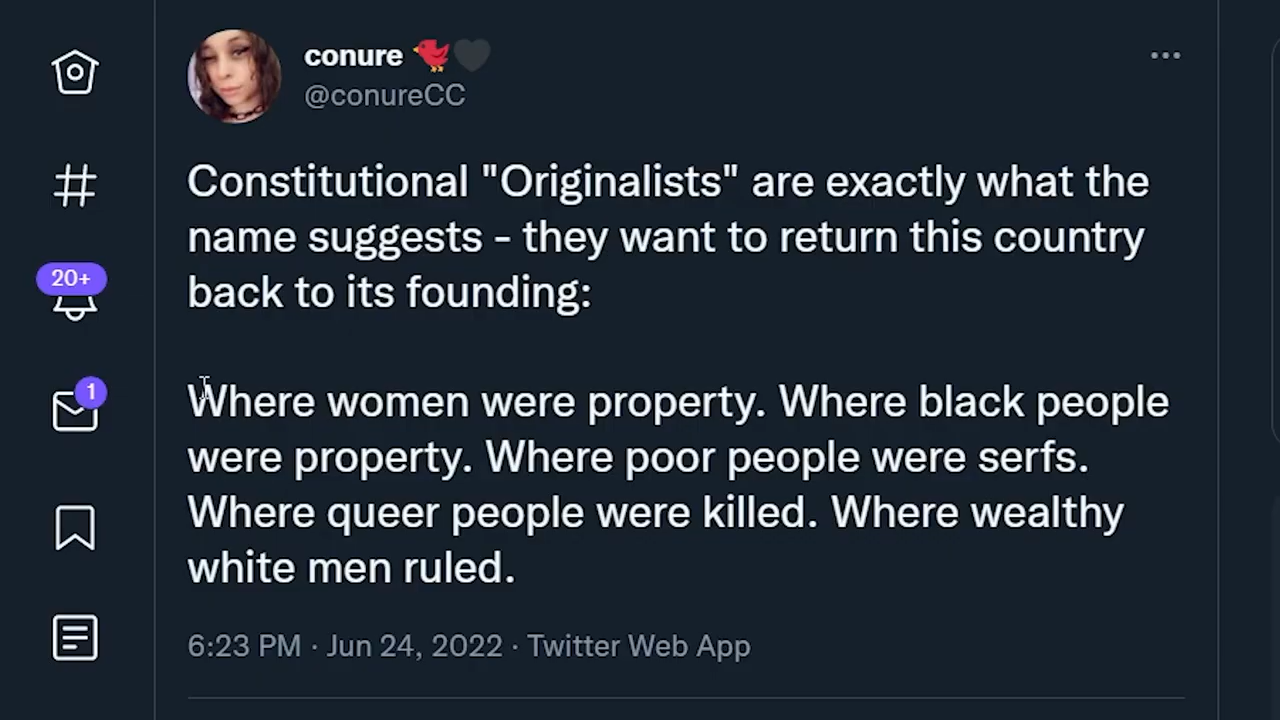 conure 🐦🖤
@conureCC
Constitutional "Originalists" are exactly what the
name suggests - they want to return this country
back to its founding:
20+
Where women were property. Where black people
1
were property. Where poor people were serfs.
Where queer people were killed. Where wealthy
white men ruled.
6:23 PM · Jun 24, 2022 · Twitter Web App